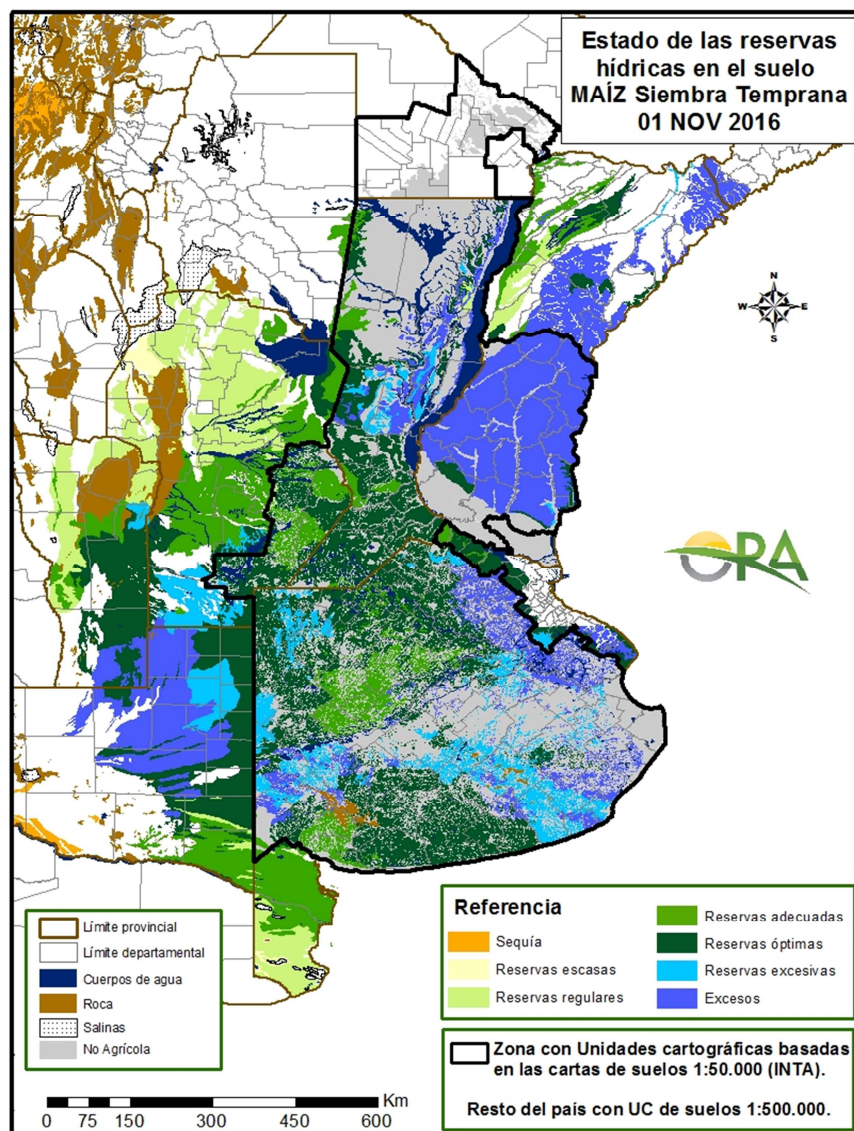 Estado de las reservas
hídricas en el suelo
MAÍZ Siembra Temprana
01 NOV 2016
N
W E
S
ORA
Límite provincial
Límite departamental
Cuerpos de agua
Roca
Salinas
No Agrícola
Referencia
Sequía
Reservas escasas
Reservas regulares
Reservas adecuadas
Reservas óptimas
Reservas excesivas
Excesos
Zona con Unidades cartográficas basadas
en las cartas de suelos 1:50.000 (INTA).
Resto del país con UC de suelos 1:500.000.
Km
0 75 150 300 450 600